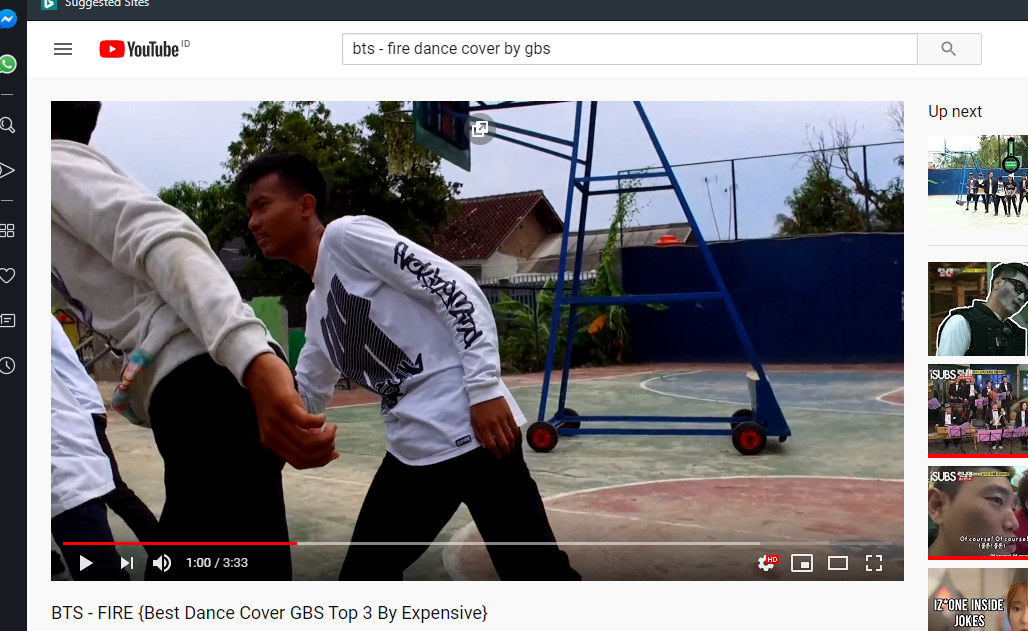 Suggested Sites
YouTube ID
bts - fire dance cover by gbs
Up next
1:00 / 3:33
HD
iSUBS
iSUBS
Of course! Of course!
IZ*ONE INSIDE
JOKES
BTS - FIRE {Best Dance Cover GBS Top 3 By Expensive}